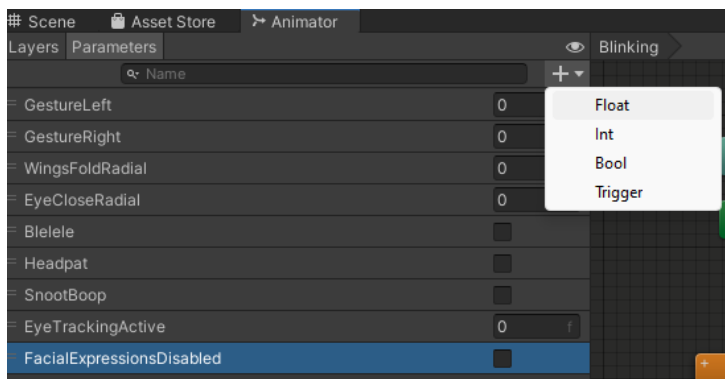 Scene Asset Store Animator
Layers Parameters Blinking
Name
GestureLeft 0
Float
GestureRight 0
Int
WingsFoldRadial 0
Bool
EyeCloseRadial 0
Trigger
Blelele
Headpat
SnootBoop
EyeTrackingActive 0 f
FacialExpressionsDisabled